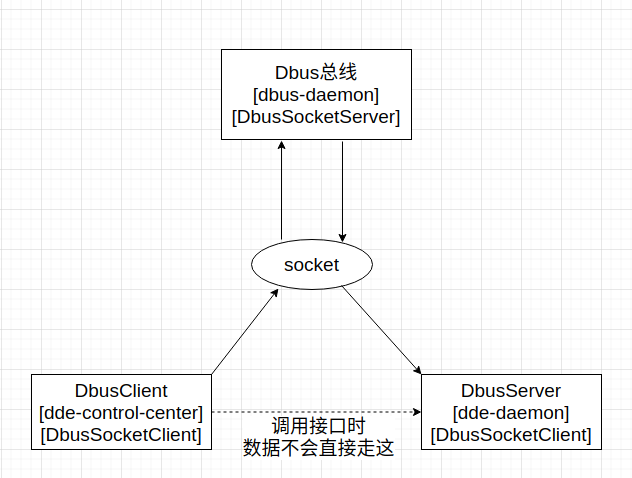 Dbus总线
[dbus-daemon]
[DbusSocketServer]
socket
DbusClient
[dde-control-center]
[DbusSocketClient]
调用接口时
数据不会直接走这
DbusServer
[dde-daemon]
[DbusSocketClient]